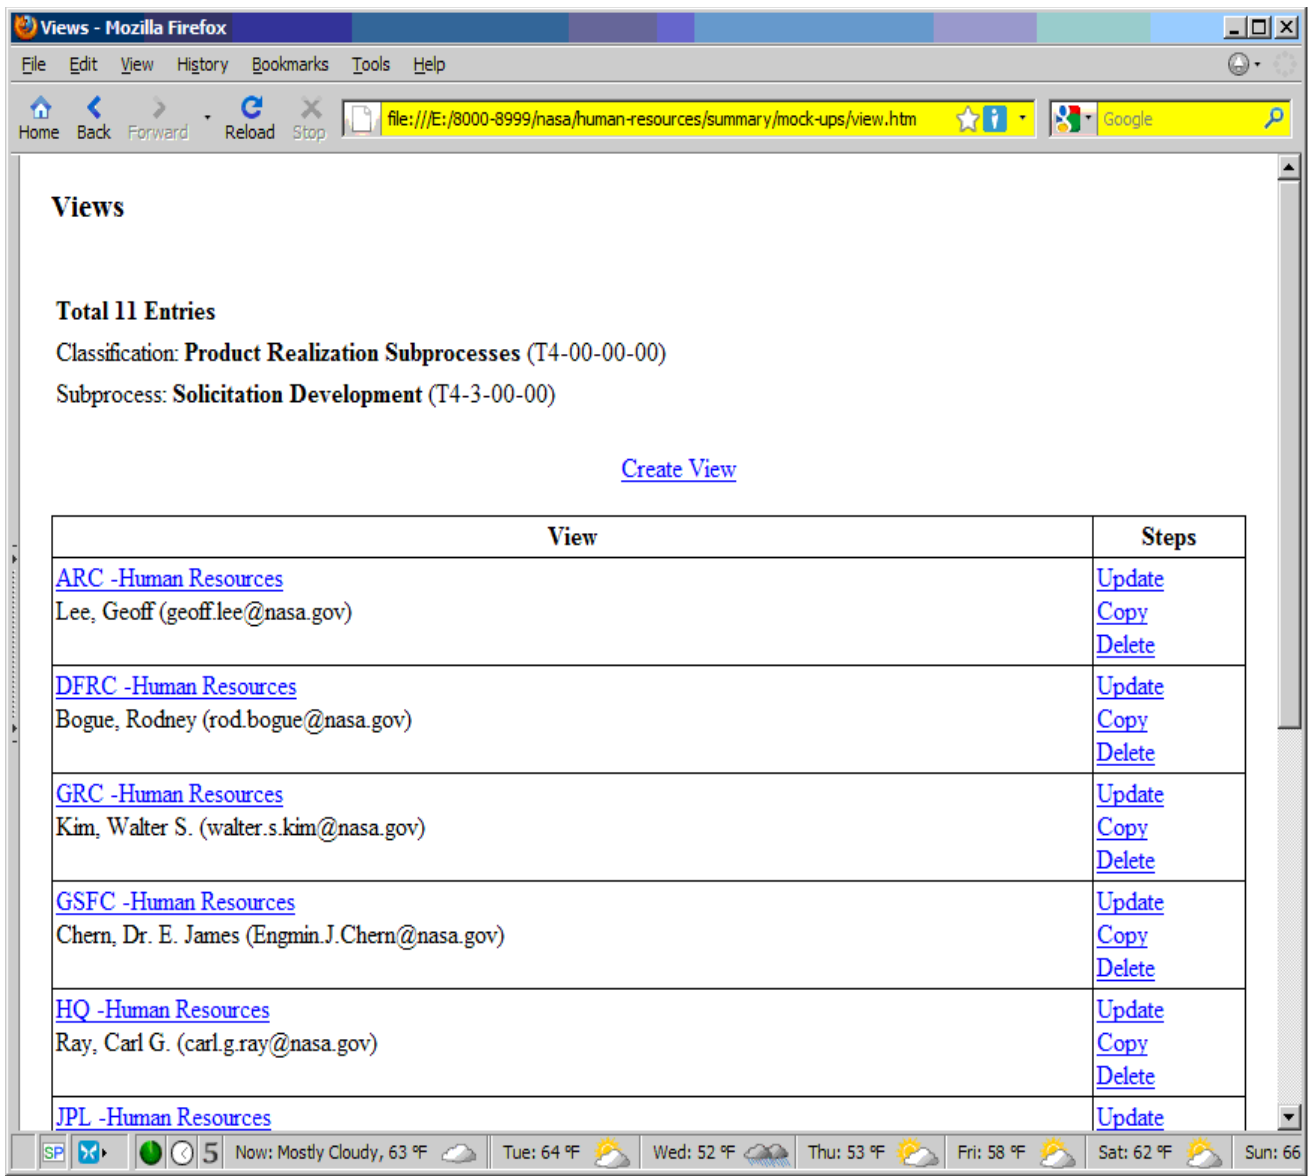 Views - Mozilla Firefox
File Edit View History Bookmarks Tools Help
Home Back Forward Reload Stop file:///E:/8000-8999/nasa/human-resources/summary/mock-ups/view.htm Google
Views
Total 11 Entries
Classification: Product Realization Subprocesses (T4-00-00-00)
Subprocess: Solicitation Development (T4-3-00-00)
Create View
View Steps
ARC -Human Resources Update
Lee, Geoff (geoff.lee@nasa.gov) Copy
Delete
DFRC -Human Resources Update
Bogue, Rodney (rod.bogue@nasa.gov) Copy
Delete
GRC -Human Resources Update
Kim, Walter S. (walter.s.kim@nasa.gov) Copy
Delete
GSFC -Human Resources Update
Chern, Dr. E. James (Engmin.J.Chern@nasa.gov) Copy
Delete
HQ -Human Resources Update
Ray, Carl G. (carl.g.ray@nasa.gov) Copy
Delete
JPL -Human Resources Update
SP 5 Now: Mostly Cloudy, 63 °F Tue: 64 °F Wed: 52 °F Thu: 53 °F Fri: 58 °F Sat: 62 °F Sun: 66